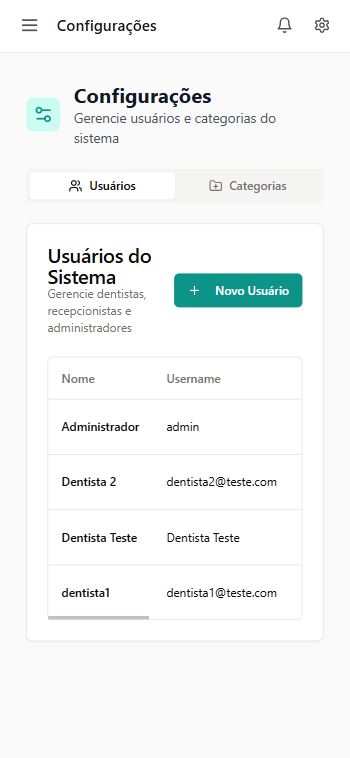 Configurações
Configurações
Gerencie usuários e categorias do
sistema
Usuários
Categorias
Usuários do
Sistema
Gerencie dentistas,
recepcionistas e
administradores
Novo Usuário
Nome Username
Administrador admin
Dentista 2 dentista2@teste.com
Dentista Teste Dentista Teste
dentista1 dentista1@teste.com